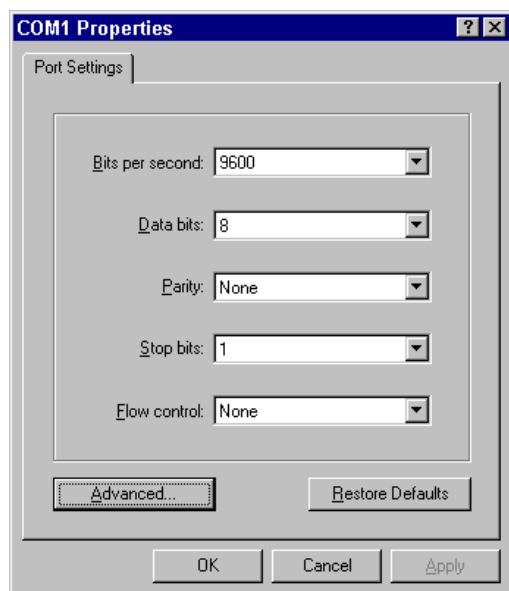 COM1 Properties
Port Settings
Bits per second: 9600
Data bits: 8
Parity: None
Stop bits: 1
Flow control: None
Advanced... Restore Defaults
OK Cancel Apply